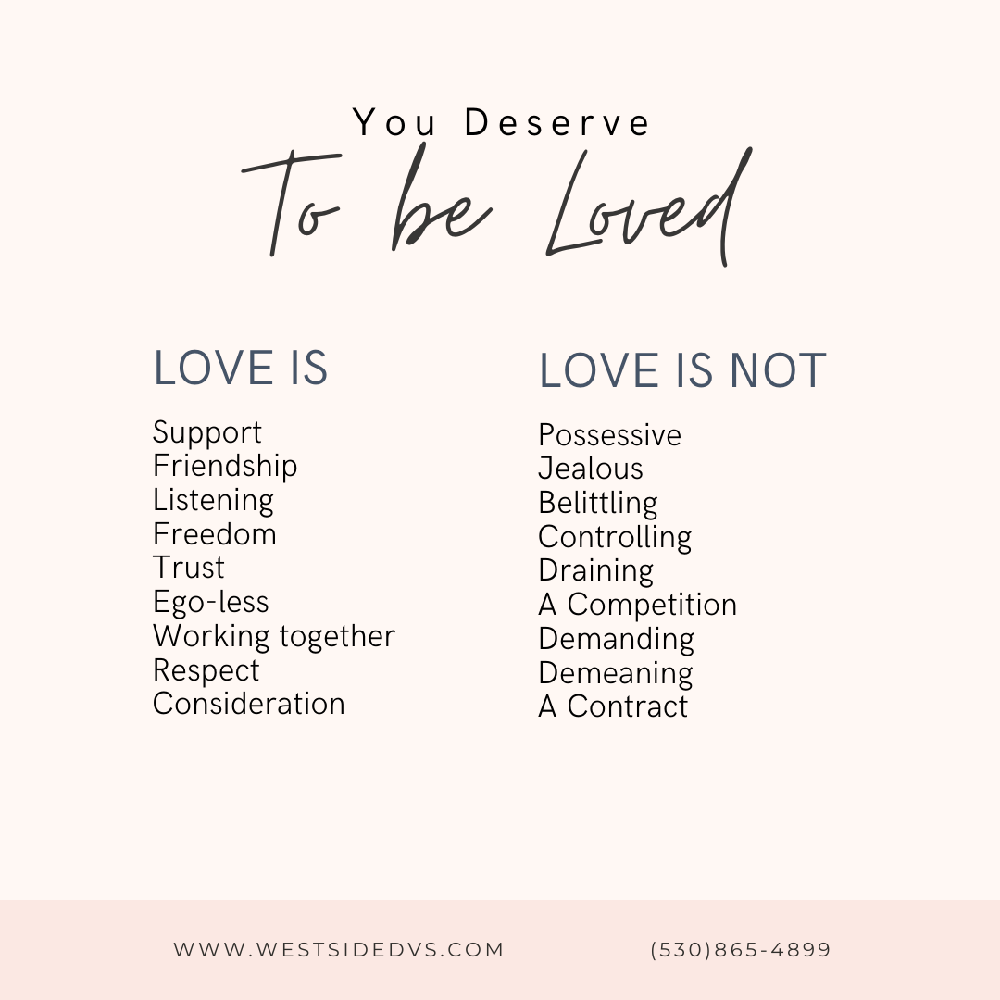 You Deserve
To be Loved
LOVE IS
Support
Friendship
Listening
Freedom
Trust
Ego-less
Working together
Respect
Consideration
LOVE IS NOT
Possessive
Jealous
Belittling
Controlling
Draining
A Competition
Demanding
Demeaning
A Contract
WWW.WESTSIDEDVS.COM
(530)865-4899